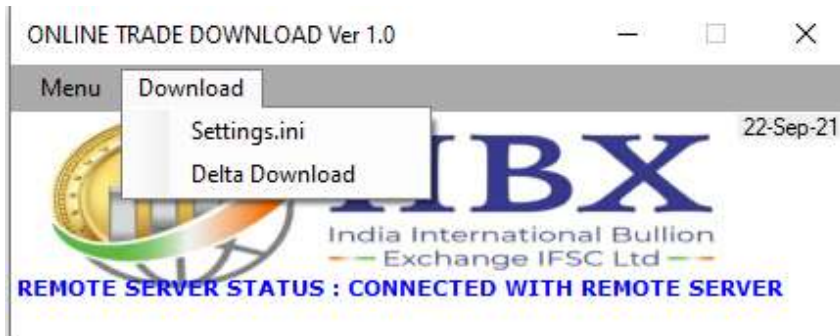 ONLINE TRADE DOWNLOAD Ver 1.0
Menu Download
Settings.ini
22-Sep-21
Delta Download
IBX
India International Bullion
Exchange IFSC Ltd
REMOTE SERVER STATUS : CONNECTED WITH REMOTE SERVER